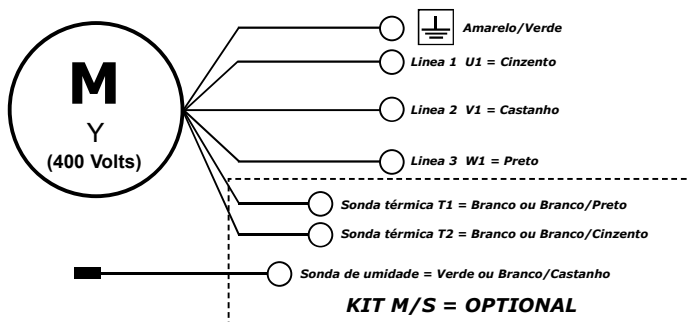 M
Y
(400 Volts)
Amarelo/Verde
Linea 1 U1 = Cinzento
Linea 2 V1 = Castanho
Linea 3 W1 = Preto
Sonda térmica T1 = Branco ou Branco/Preto
Sonda térmica T2 = Branco ou Branco/Cinzento
Sonda de umidade = Verde ou Branco/Castanho
KIT M/S = OPTIONAL